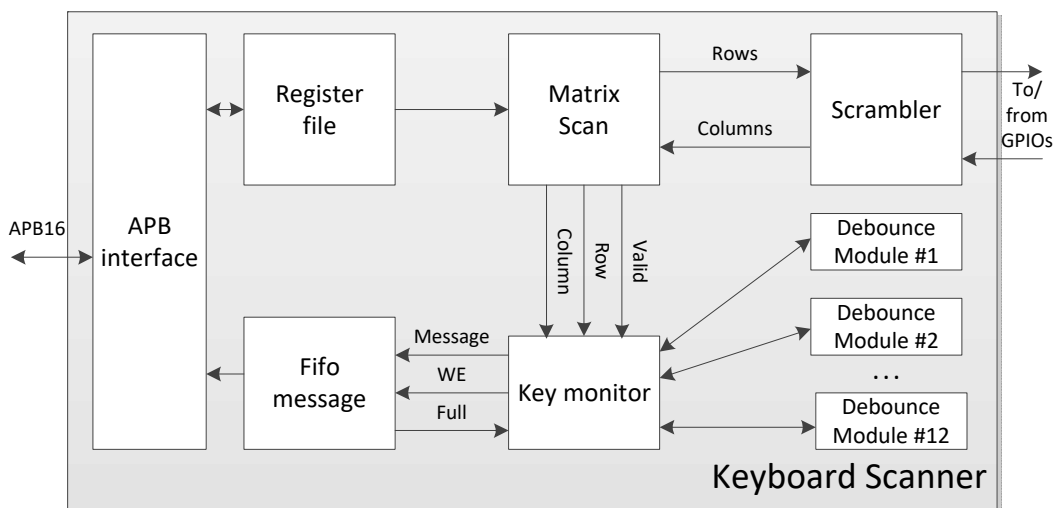 Rows
Columns
To/
from
GPIOs
Register
file
Matrix
Scan
Scrambler
APB16
APB
interface
Column
Row
Valid
Debounce
Module #1
Debounce
Module #2
...
Debounce
Module #12
Message
WE
Full
Fifo
message
Key monitor
Keyboard Scanner